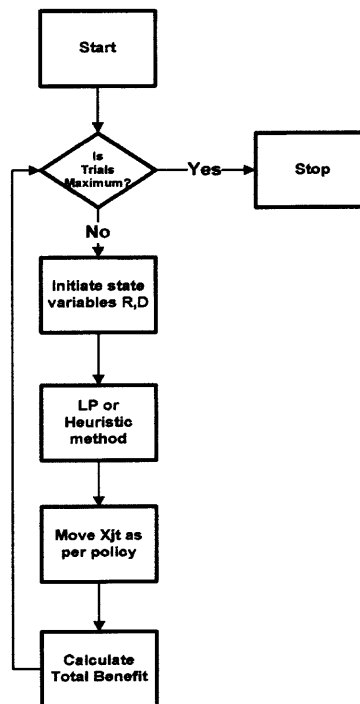 Start
Is
Trials
Maximum?
Yes
Stop
No
Initiate state
variables R,D
LP or
Heuristic
method
Move Xjt as
per policy
Calculate
Total Benefit